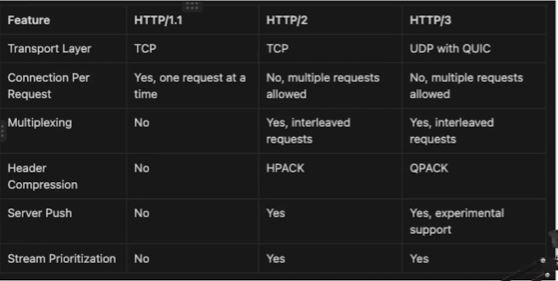 Feature HTTP/1.1 HTTP/2 HTTP/3
Transport Layer TCP TCP UDP with QUIC
Connection Per Yes, one request at a No, multiple requests No, multiple requests
Request time allowed allowed
Multiplexing No Yes, interleaved Yes, interleaved
requests requests
Header No HPACK QPACK
Compression
Server Push No Yes Yes, experimental
support
Stream Prioritization No Yes Yes